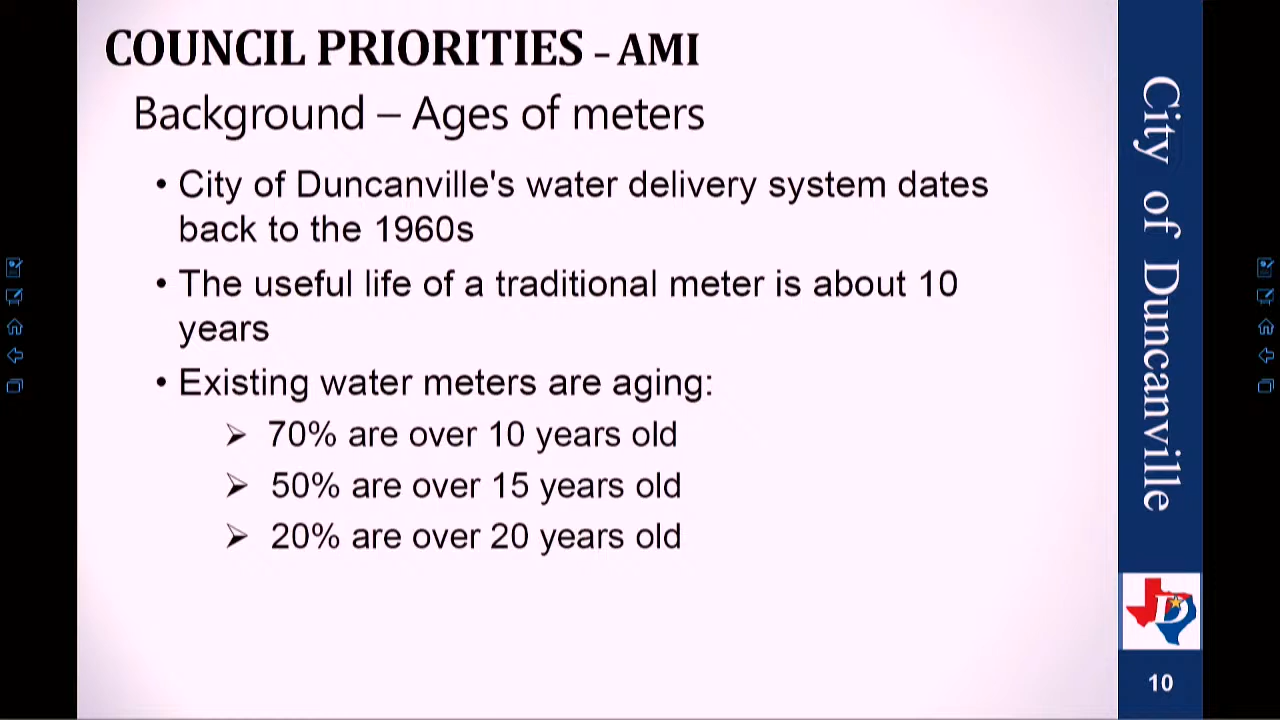 COUNCIL PRIORITIES – AMI
Background – Ages of meters
• City of Duncanville's water delivery system dates
back to the 1960s
• The useful life of a traditional meter is about 10
years
• Existing water meters are aging:
➢ 70% are over 10 years old
➢ 50% are over 15 years old
➢ 20% are over 20 years old
City of Duncanville
D
10